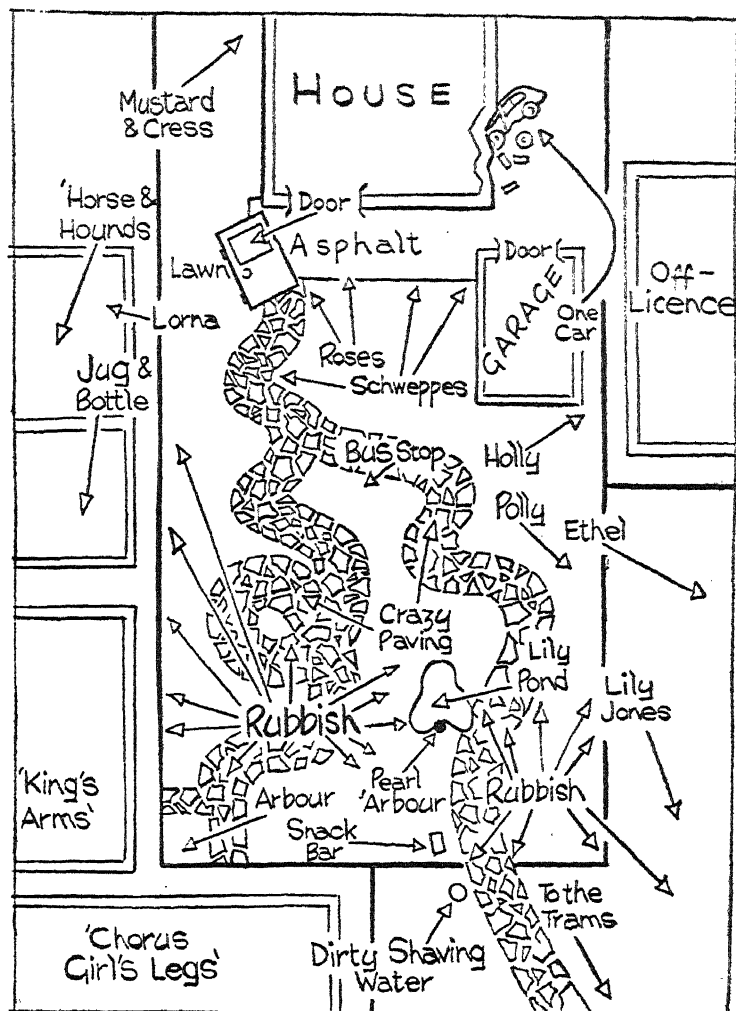 HOUSE
Mustard
& Cress
'Horse &
Hounds
Door
Asphalt
Lawn
Door
GARAGE
One
Car
Off-
Licence
Lorna
Roses
Schweppes
Jug &
Bottle
Bus Stop
Holly
Polly
Ethel
Crazy
Paving
Lily
Pond
Lily
Jones
Rubbish
'King's
Arms'
Arbour
Pearl
'Arbour
Rubbish
Snack
Bar
To the
Trams
'Chorus
Girl's Legs'
Dirty Shaving
Water